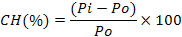 CH(%) = (Pi − Po) / Po × 100